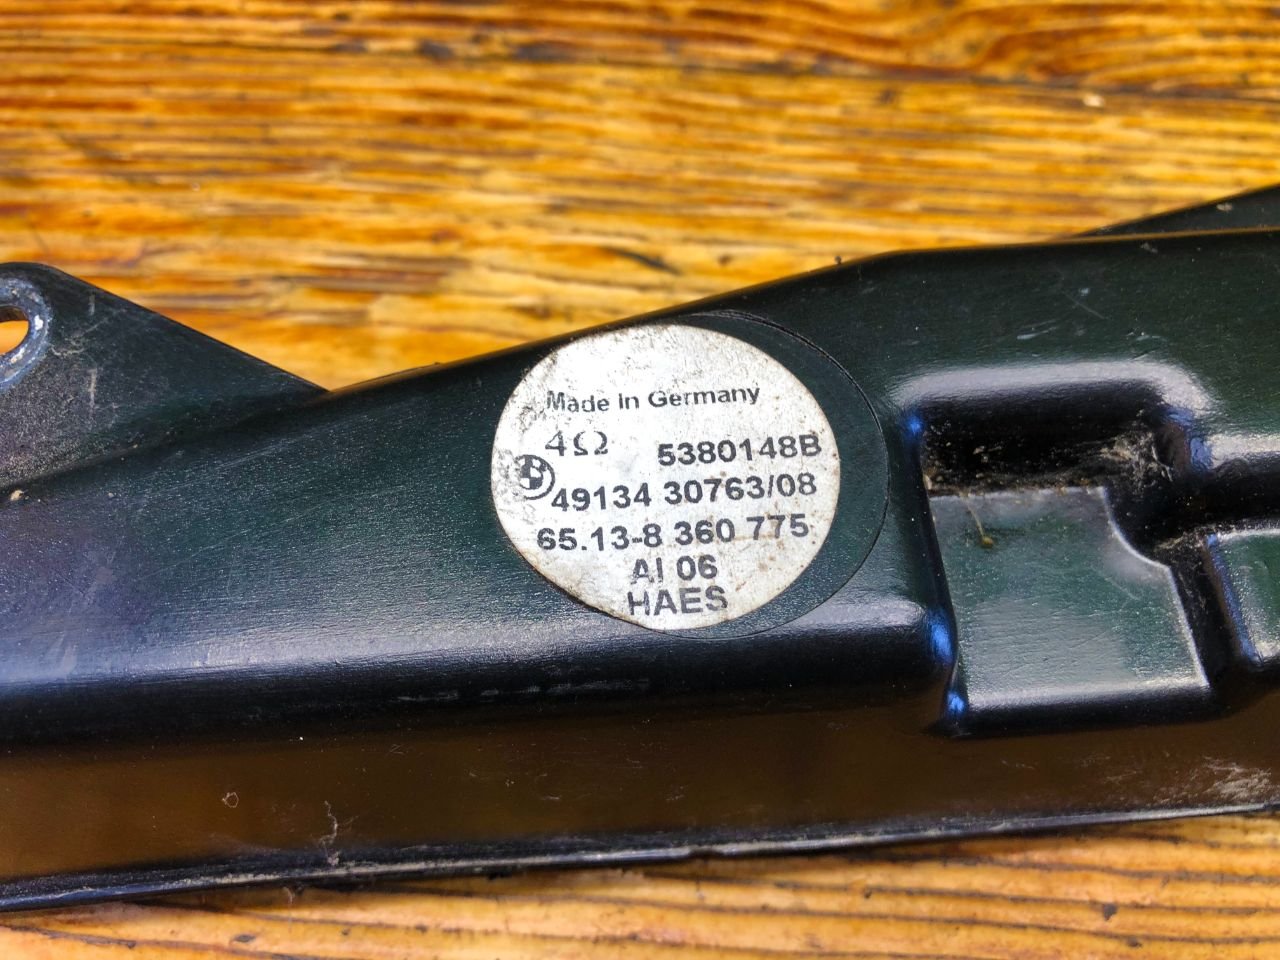 Made In Germany
4Ω 5380148B
49134 30763/08
65.13-8 360 775
AI 06
HAES